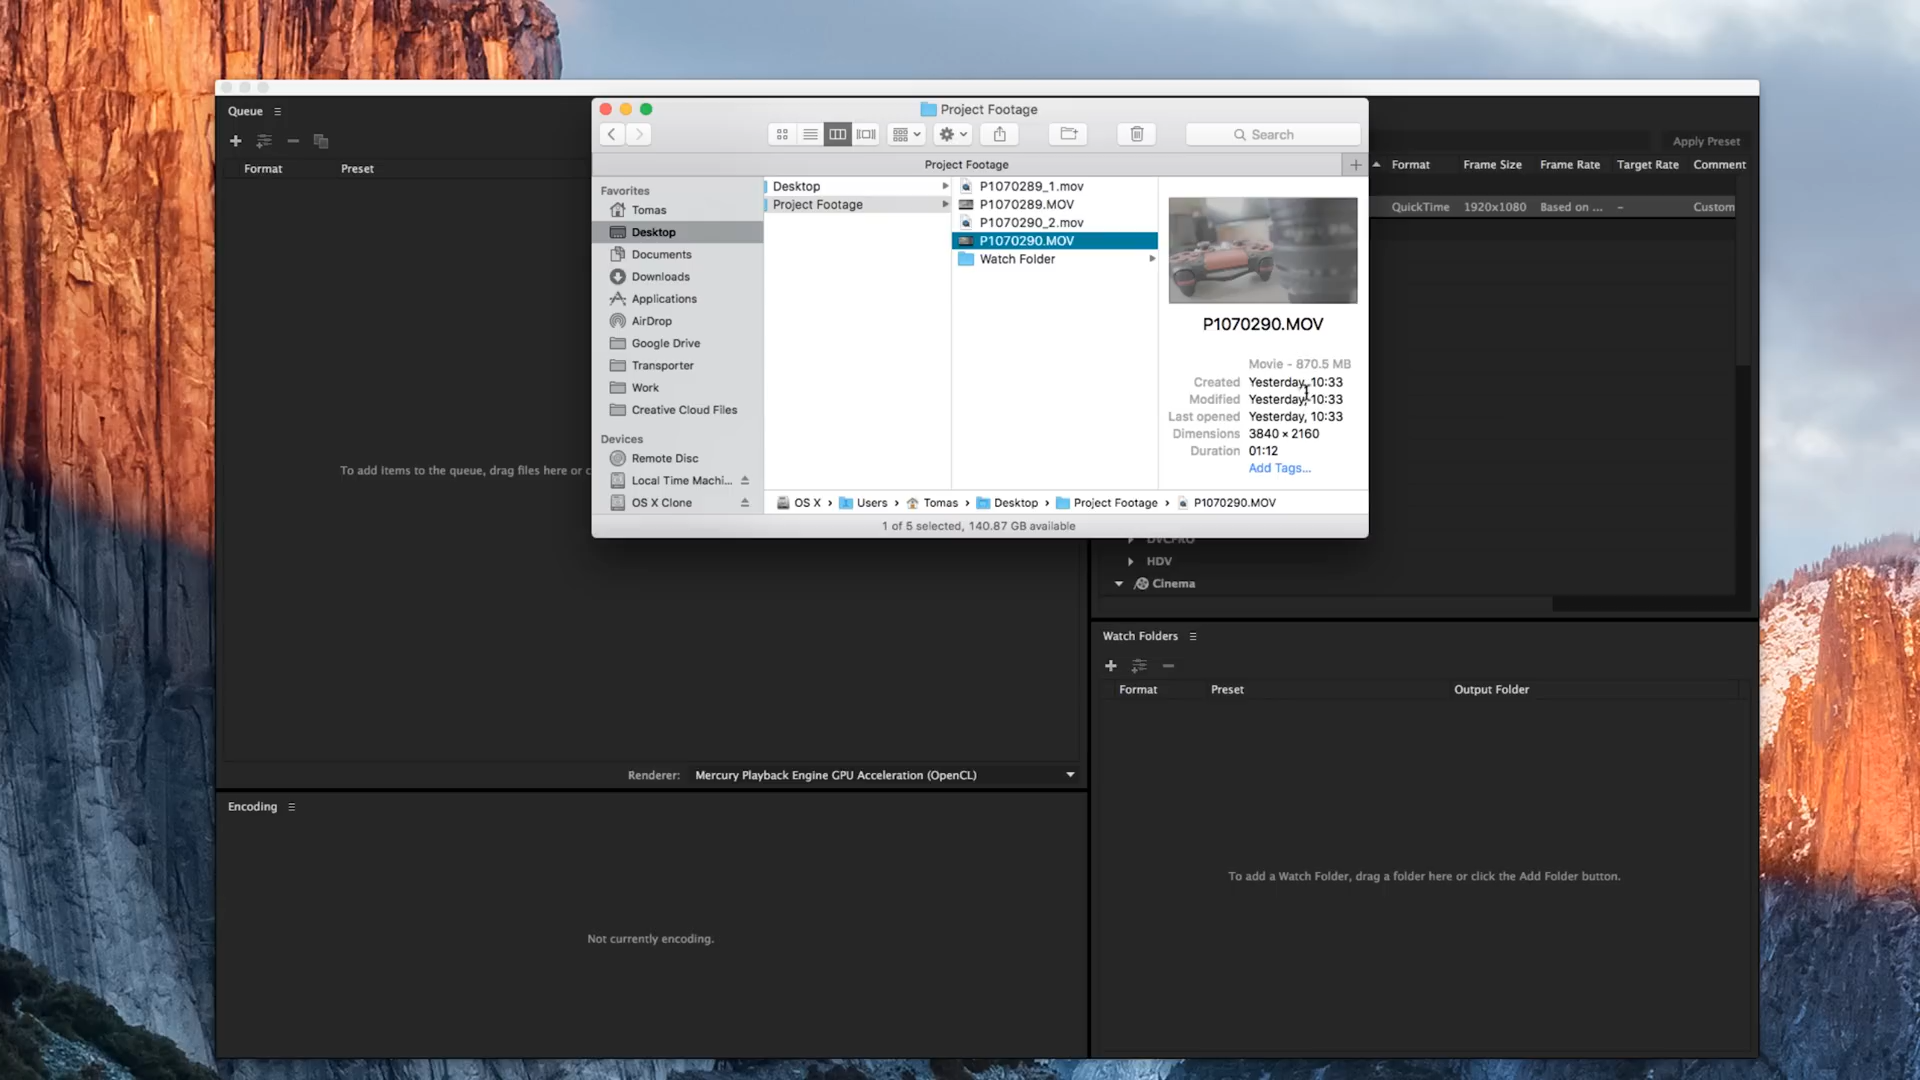 Queue
Format Preset
To add items to the queue, drag files here or c
Renderer: Mercury Playback Engine GPU Acceleration (OpenCL)
Encoding
Not currently encoding.
Project Footage
Search
Project Footage
Favorites
Tomas
Desktop
Documents
Downloads
Applications
AirDrop
Google Drive
Transporter
Work
Creative Cloud Files
Devices
Remote Disc
Local Time Machi...
OS X Clone
Desktop
Project Footage
P1070289_1.mov
P1070289.MOV
P1070290_2.mov
P1070290.MOV
Watch Folder
P1070290.MOV
Movie - 870.5 MB
Created Yesterday, 10:33
Modified Yesterday, 10:33
Last opened Yesterday, 10:33
Dimensions 3840 × 2160
Duration 01:12
Add Tags...
OS X › Users › Tomas › Desktop › Project Footage › P1070290.MOV
1 of 5 selected, 140.87 GB available
Apply Preset
Format Frame Size Frame Rate Target Rate Comment
QuickTime 1920x1080 Based on ... – Custom
DVCPRO
HDV
Cinema
Watch Folders
Format Preset Output Folder
To add a Watch Folder, drag a folder here or click the Add Folder button.